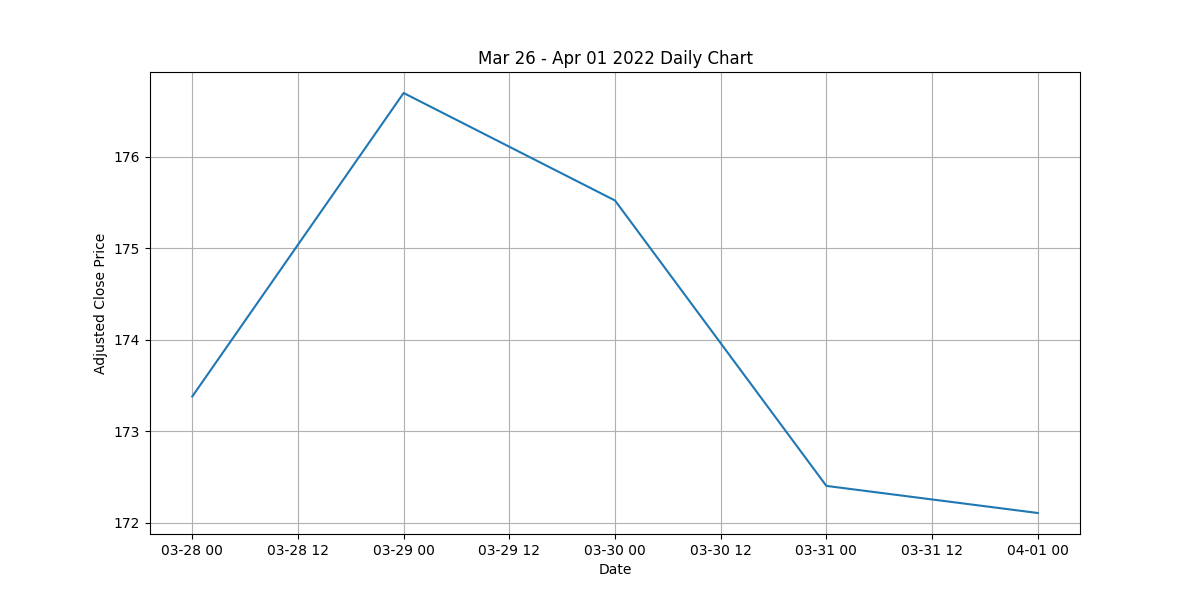 Mar 26 - Apr 01 2022 Daily Chart
Adjusted Close Price
176
175
174
173
172
03-28 00 03-28 12 03-29 00 03-29 12 03-30 00 03-30 12 03-31 00 03-31 12 04-01 00
Date